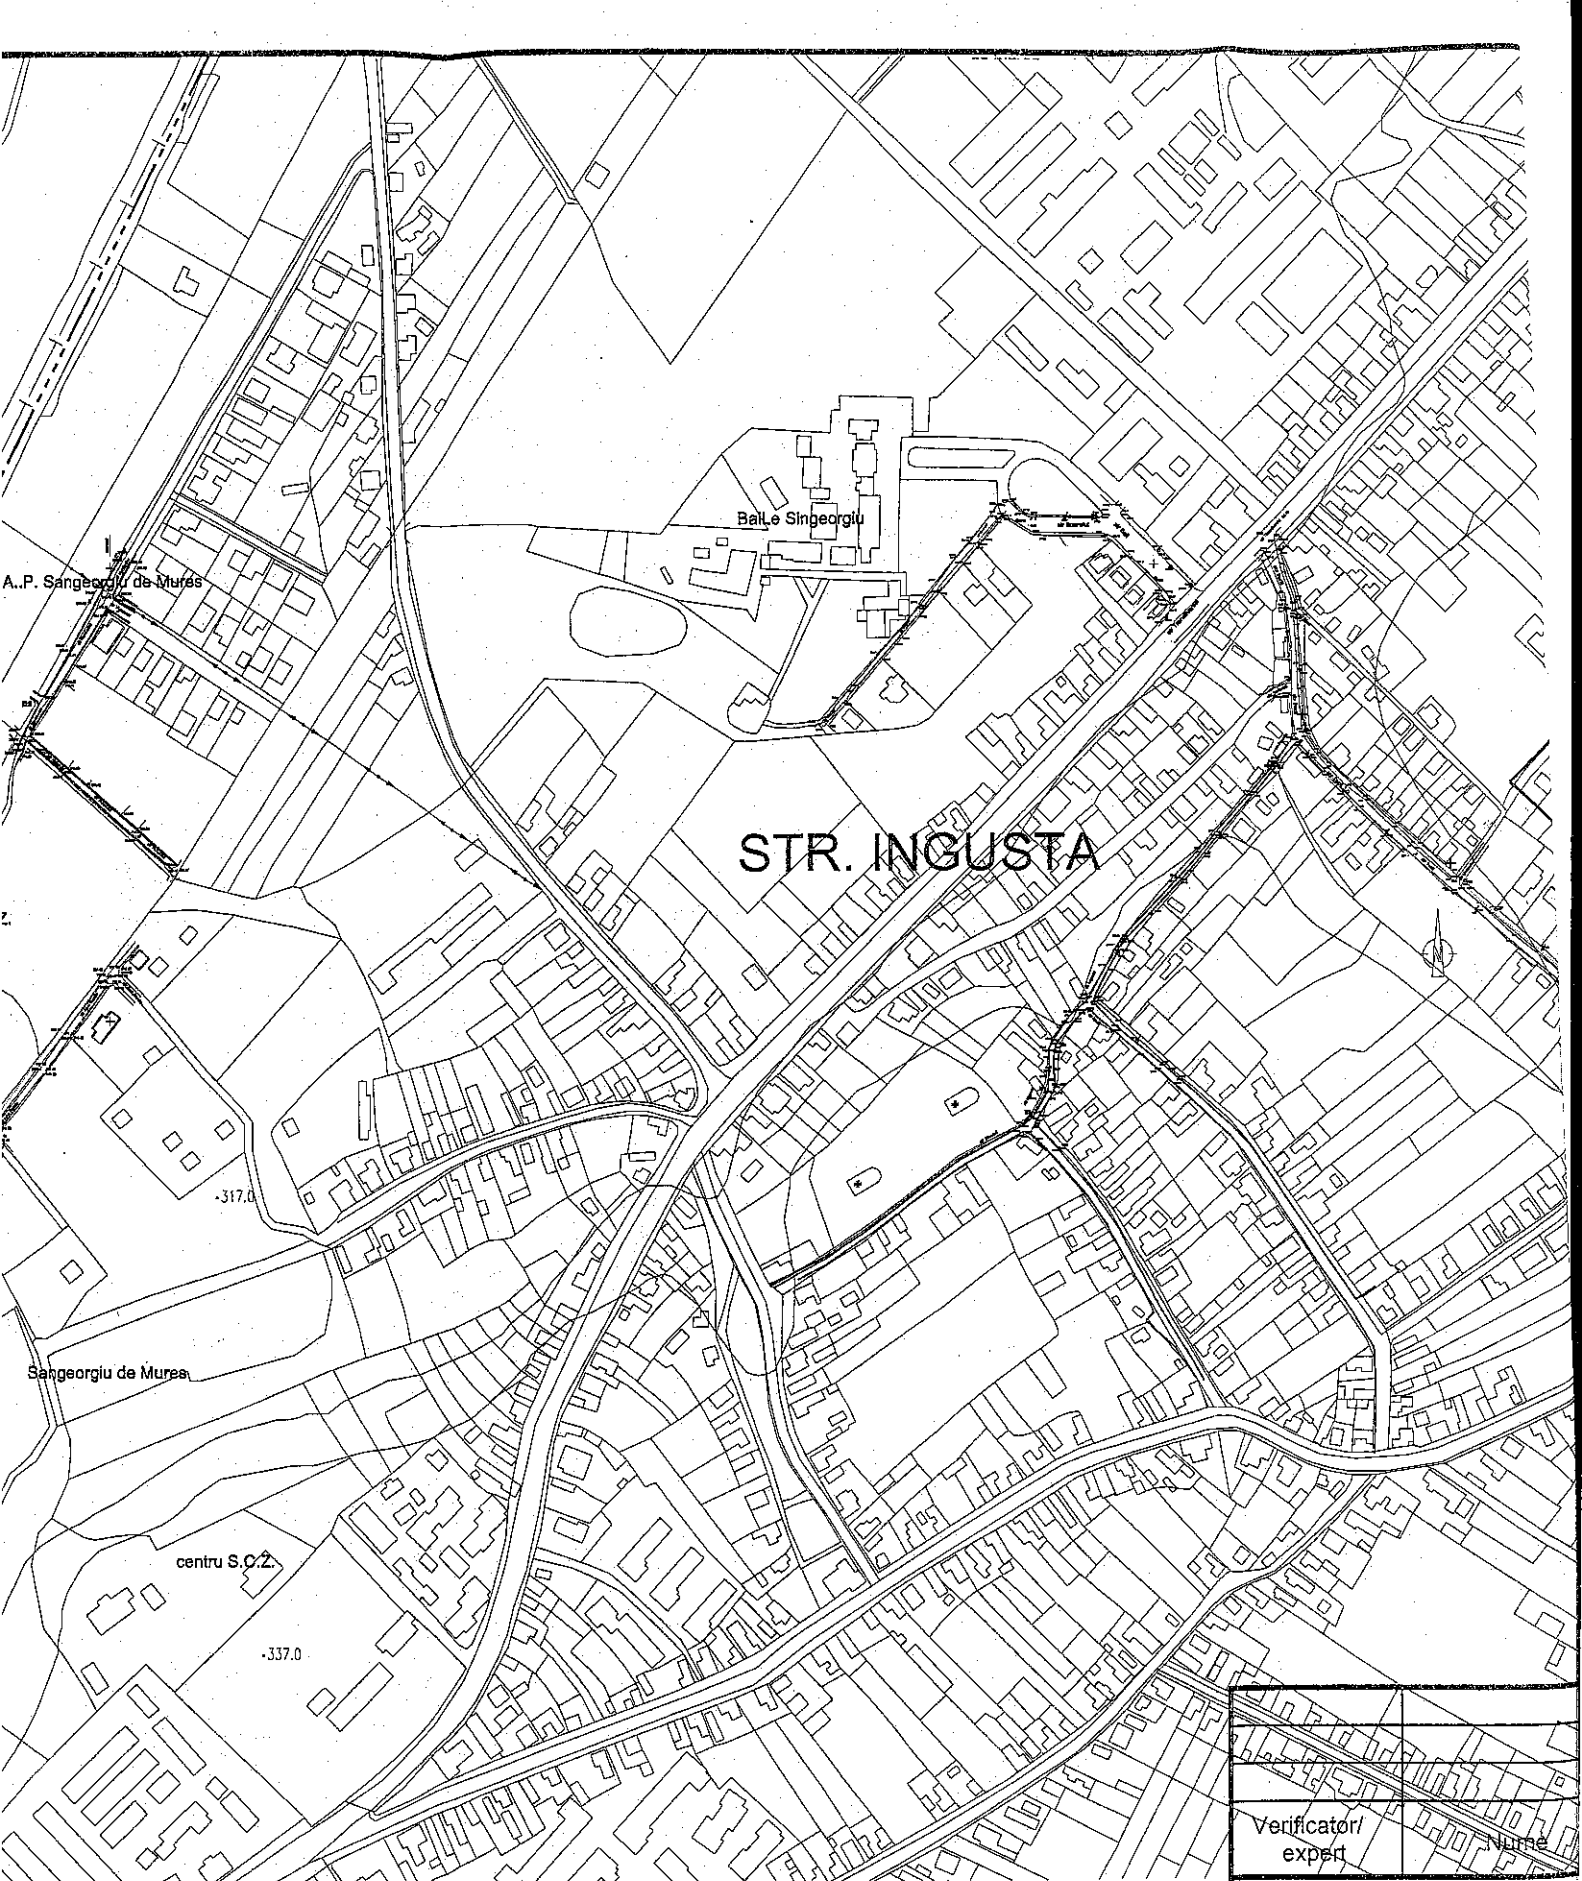 BaiLe Singeorgiu
A..P. Sangeorgiu de Mures
STR. INGUSTA
.317.0
Sangeorgiu de Mures
centru S.C.Z.
.337.0
Verificator/
expert
Nume